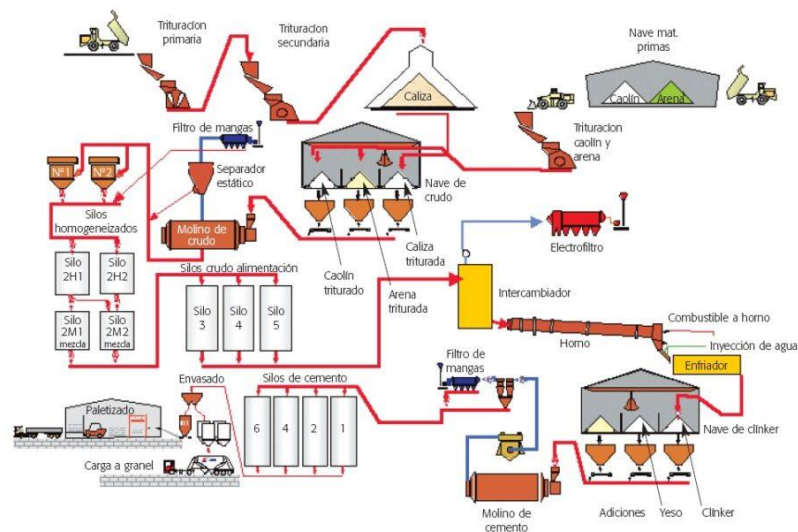 Trituracion
primaria
Trituracion
secundaria
Nave mat.
primas
Caliza
Caolín
Arena
Filtro de mangas
Trituración
caolín y
arena
Nº1
Nº2
Separador
estático
Nave de
crudo
Silos
homogeneizados
Molino de
crudo
Electrofiltro
Silo
2H1
Silo
2H2
Silos crudo alimentación
Caolín
triturado
Arena
triturada
Caliza
triturada
Intercambiador
Silo
2M1
mezcla
Silo
2M2
mezcla
Silo
3
Silo
4
Silo
5
Combustible a horno
Horno
Inyección de agua
Enfriador
Filtro de
mangas
Envasado
Silos de cemento
Paletizado
6
4
2
1
Nave de clínker
Carga a granel
Molino de
cemento
Adiciones
Yeso
Clínker